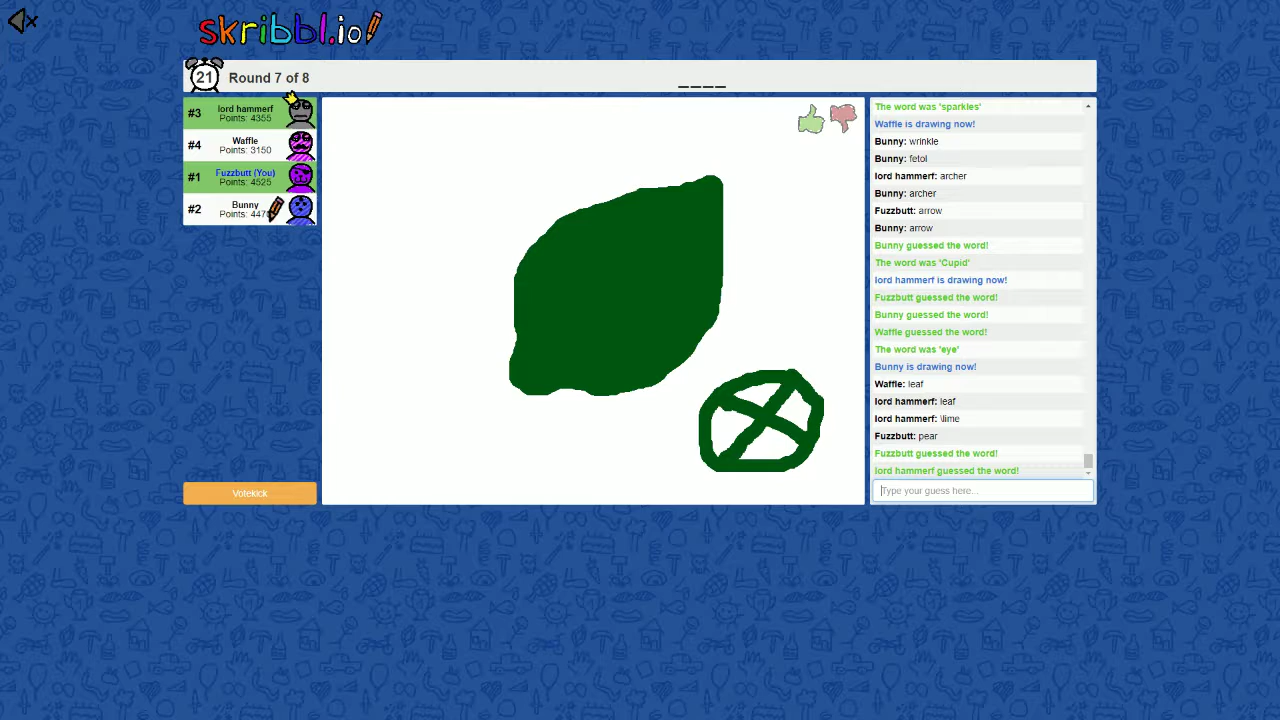 skribbl.io
21
Round 7 of 8
_ _ _ _
#3
lord hammerf
Points: 4355
#4
Waffle
Points: 3150
#1
Fuzzbutt (You)
Points: 4525
#2
Bunny
Points: 447
Votekick
The word was 'sparkles'
Waffle is drawing now!
Bunny: wrinkle
Bunny: fetol
lord hammerf: archer
Bunny: archer
Fuzzbutt: arrow
Bunny: arrow
Bunny guessed the word!
The word was 'Cupid'
lord hammerf is drawing now!
Fuzzbutt guessed the word!
Bunny guessed the word!
Waffle guessed the word!
The word was 'eye'
Bunny is drawing now!
Waffle: leaf
lord hammerf: leaf
lord hammerf: \lime
Fuzzbutt: pear
Fuzzbutt guessed the word!
lord hammerf guessed the word!
Type your guess here...